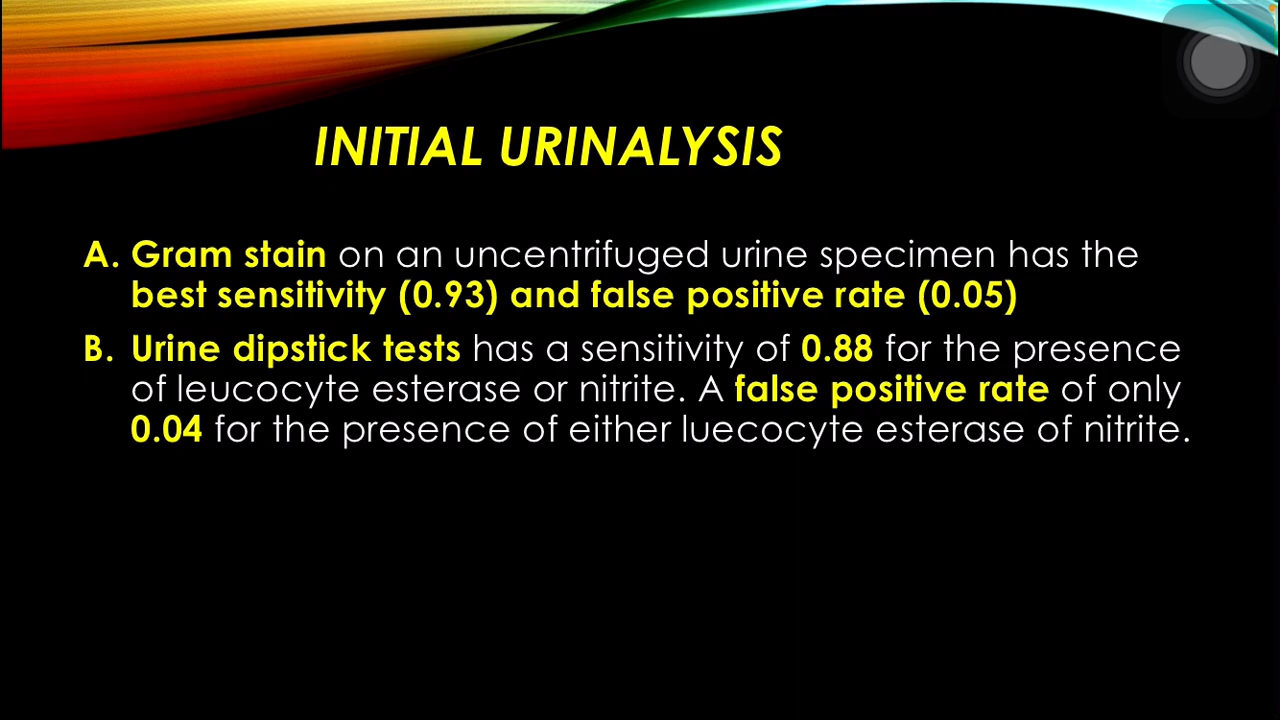 INITIAL URINALYSIS
A. Gram stain on an uncentrifuged urine specimen has the
best sensitivity (0.93) and false positive rate (0.05)
B. Urine dipstick tests has a sensitivity of 0.88 for the presence
of leucocyte esterase or nitrite. A false positive rate of only
0.04 for the presence of either luecocyte esterase of nitrite.